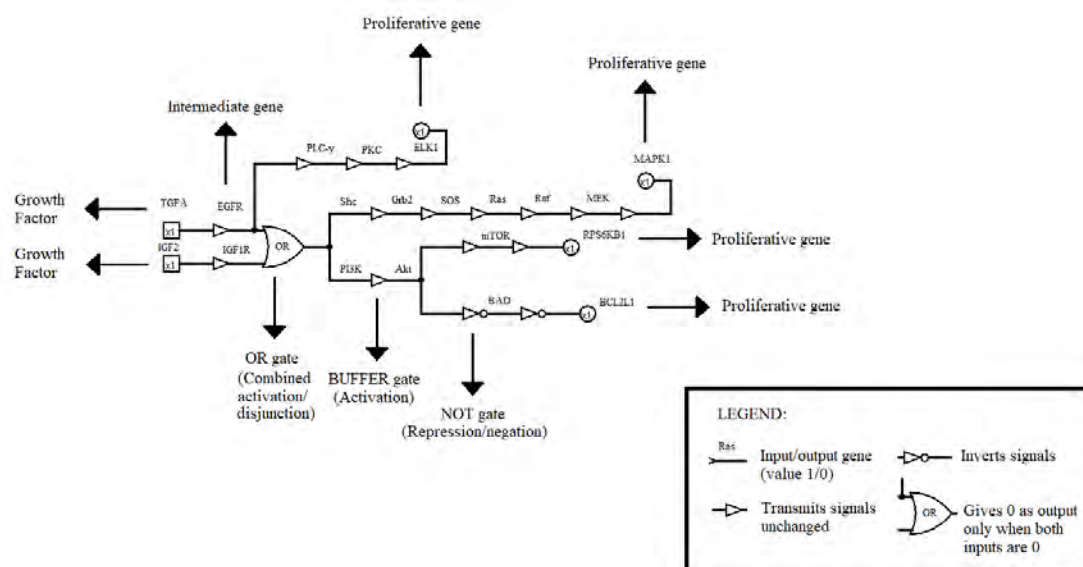 Proliferative gene
Proliferative gene
Intermediate gene
PLC-y PKC ELK1
MAPK1
Growth
Factor
TGFA EGFR
Shc Grb2 SOS Ras Raf MEK
x1
x1
x1
OR
mTOR RPS6KB1
Proliferative gene
Growth
Factor
IGF2 IGF1R
x1
x1
PI3K Akt
BAD BCL2L1
Proliferative gene
x1
OR gate
(Combined
activation/
disjunction)
BUFFER gate
(Activation)
NOT gate
(Repression/negation)
LEGEND:
Ras
Input/output gene
(value 1/0)
Inverts signals
Transmits signals
unchanged
OR
Gives 0 as output
only when both
inputs are 0